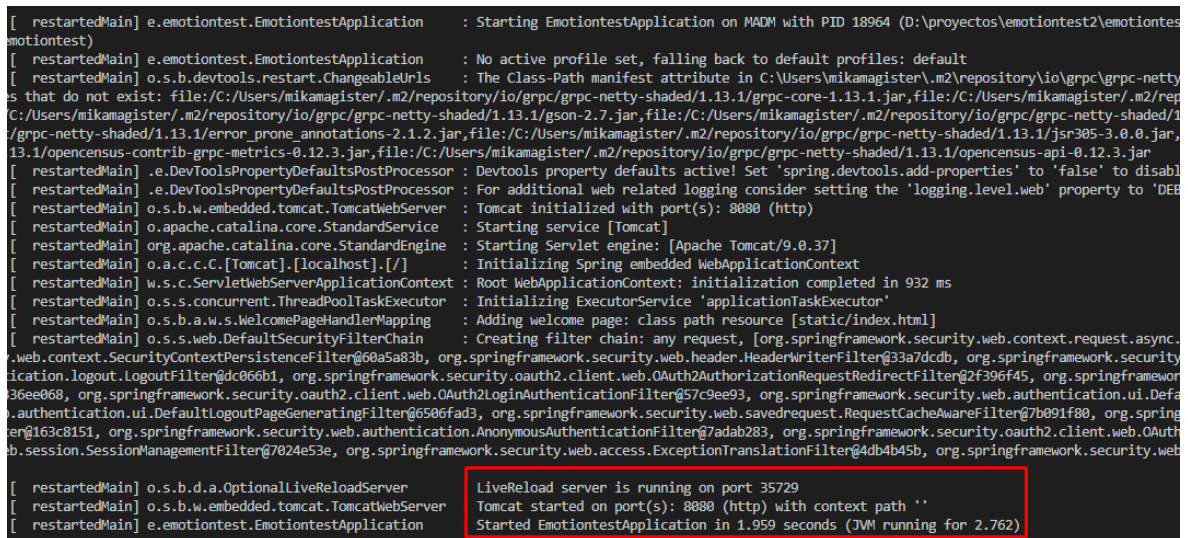 [  restartedMain] e.emotiontest.EmotiontestApplication     : Starting EmotiontestApplication on MADM with PID 18964 (D:\proyectos\emotiontest2\emotiontes
emotiontest)
[  restartedMain] e.emotiontest.EmotiontestApplication     : No active profile set, falling back to default profiles: default
[  restartedMain] o.s.b.devtools.restart.ChangeableUrls    : The Class-Path manifest attribute in C:\Users\mikamagister\.m2\repository\io\grpc\grpc-netty
s that do not exist: file:/C:/Users/mikamagister/.m2/repository/io/grpc/grpc-netty-shaded/1.13.1/grpc-core-1.13.1.jar,file:/C:/Users/mikamagister/.m2/rep
/C:/Users/mikamagister/.m2/repository/io/grpc/grpc-netty-shaded/1.13.1/gson-2.7.jar,file:/C:/Users/mikamagister/.m2/repository/io/grpc/grpc-netty-shaded/1
/grpc-netty-shaded/1.13.1/error_prone_annotations-2.1.2.jar,file:/C:/Users/mikamagister/.m2/repository/io/grpc/grpc-netty-shaded/1.13.1/jsr305-3.0.0.jar,
13.1/opencensus-contrib-grpc-metrics-0.12.3.jar,file:/C:/Users/mikamagister/.m2/repository/io/grpc/grpc-netty-shaded/1.13.1/opencensus-api-0.12.3.jar
[  restartedMain] .e.DevToolsPropertyDefaultsPostProcessor : Devtools property defaults active! Set 'spring.devtools.add-properties' to 'false' to disabl
[  restartedMain] .e.DevToolsPropertyDefaultsPostProcessor : For additional web related logging consider setting the 'logging.level.web' property to 'DEB
[  restartedMain] o.s.b.w.embedded.tomcat.TomcatWebServer  : Tomcat initialized with port(s): 8080 (http)
[  restartedMain] o.apache.catalina.core.StandardService   : Starting service [Tomcat]
[  restartedMain] org.apache.catalina.core.StandardEngine  : Starting Servlet engine: [Apache Tomcat/9.0.37]
[  restartedMain] o.a.c.c.C.[Tomcat].[localhost].[/]       : Initializing Spring embedded WebApplicationContext
[  restartedMain] w.s.c.ServletWebServerApplicationContext : Root WebApplicationContext: initialization completed in 932 ms
[  restartedMain] o.s.s.concurrent.ThreadPoolTaskExecutor  : Initializing ExecutorService 'applicationTaskExecutor'
[  restartedMain] o.s.b.a.w.s.WelcomePageHandlerMapping    : Adding welcome page: class path resource [static/index.html]
[  restartedMain] o.s.s.web.DefaultSecurityFilterChain     : Creating filter chain: any request, [org.springframework.security.web.context.request.async.
.web.context.SecurityContextPersistenceFilter@60a5a83b, org.springframework.security.web.header.HeaderWriterFilter@33a7dcdb, org.springframework.security
ication.logout.LogoutFilter@dc066b1, org.springframework.security.oauth2.client.web.OAuth2AuthorizationRequestRedirectFilter@2f396f45, org.springframewor
336ee068, org.springframework.security.oauth2.client.web.OAuth2LoginAuthenticationFilter@57c9ee93, org.springframework.security.web.authentication.ui.Defa
.authentication.ui.DefaultLogoutPageGeneratingFilter@6506fad3, org.springframework.security.web.savedrequest.RequestCacheAwareFilter@7b091f80, org.spring
er@163c8151, org.springframework.security.web.authentication.AnonymousAuthenticationFilter@7adab283, org.springframework.security.oauth2.client.web.OAuth
eb.session.SessionManagementFilter@7024e53e, org.springframework.security.web.access.ExceptionTranslationFilter@4db4b45b, org.springframework.security.web
[  restartedMain] o.s.b.d.a.OptionalLiveReloadServer         LiveReload server is running on port 35729
[  restartedMain] o.s.b.w.embedded.tomcat.TomcatWebServer    Tomcat started on port(s): 8080 (http) with context path ''
[  restartedMain] e.emotiontest.EmotiontestApplication       Started EmotiontestApplication in 1.959 seconds (JVM running for 2.762)